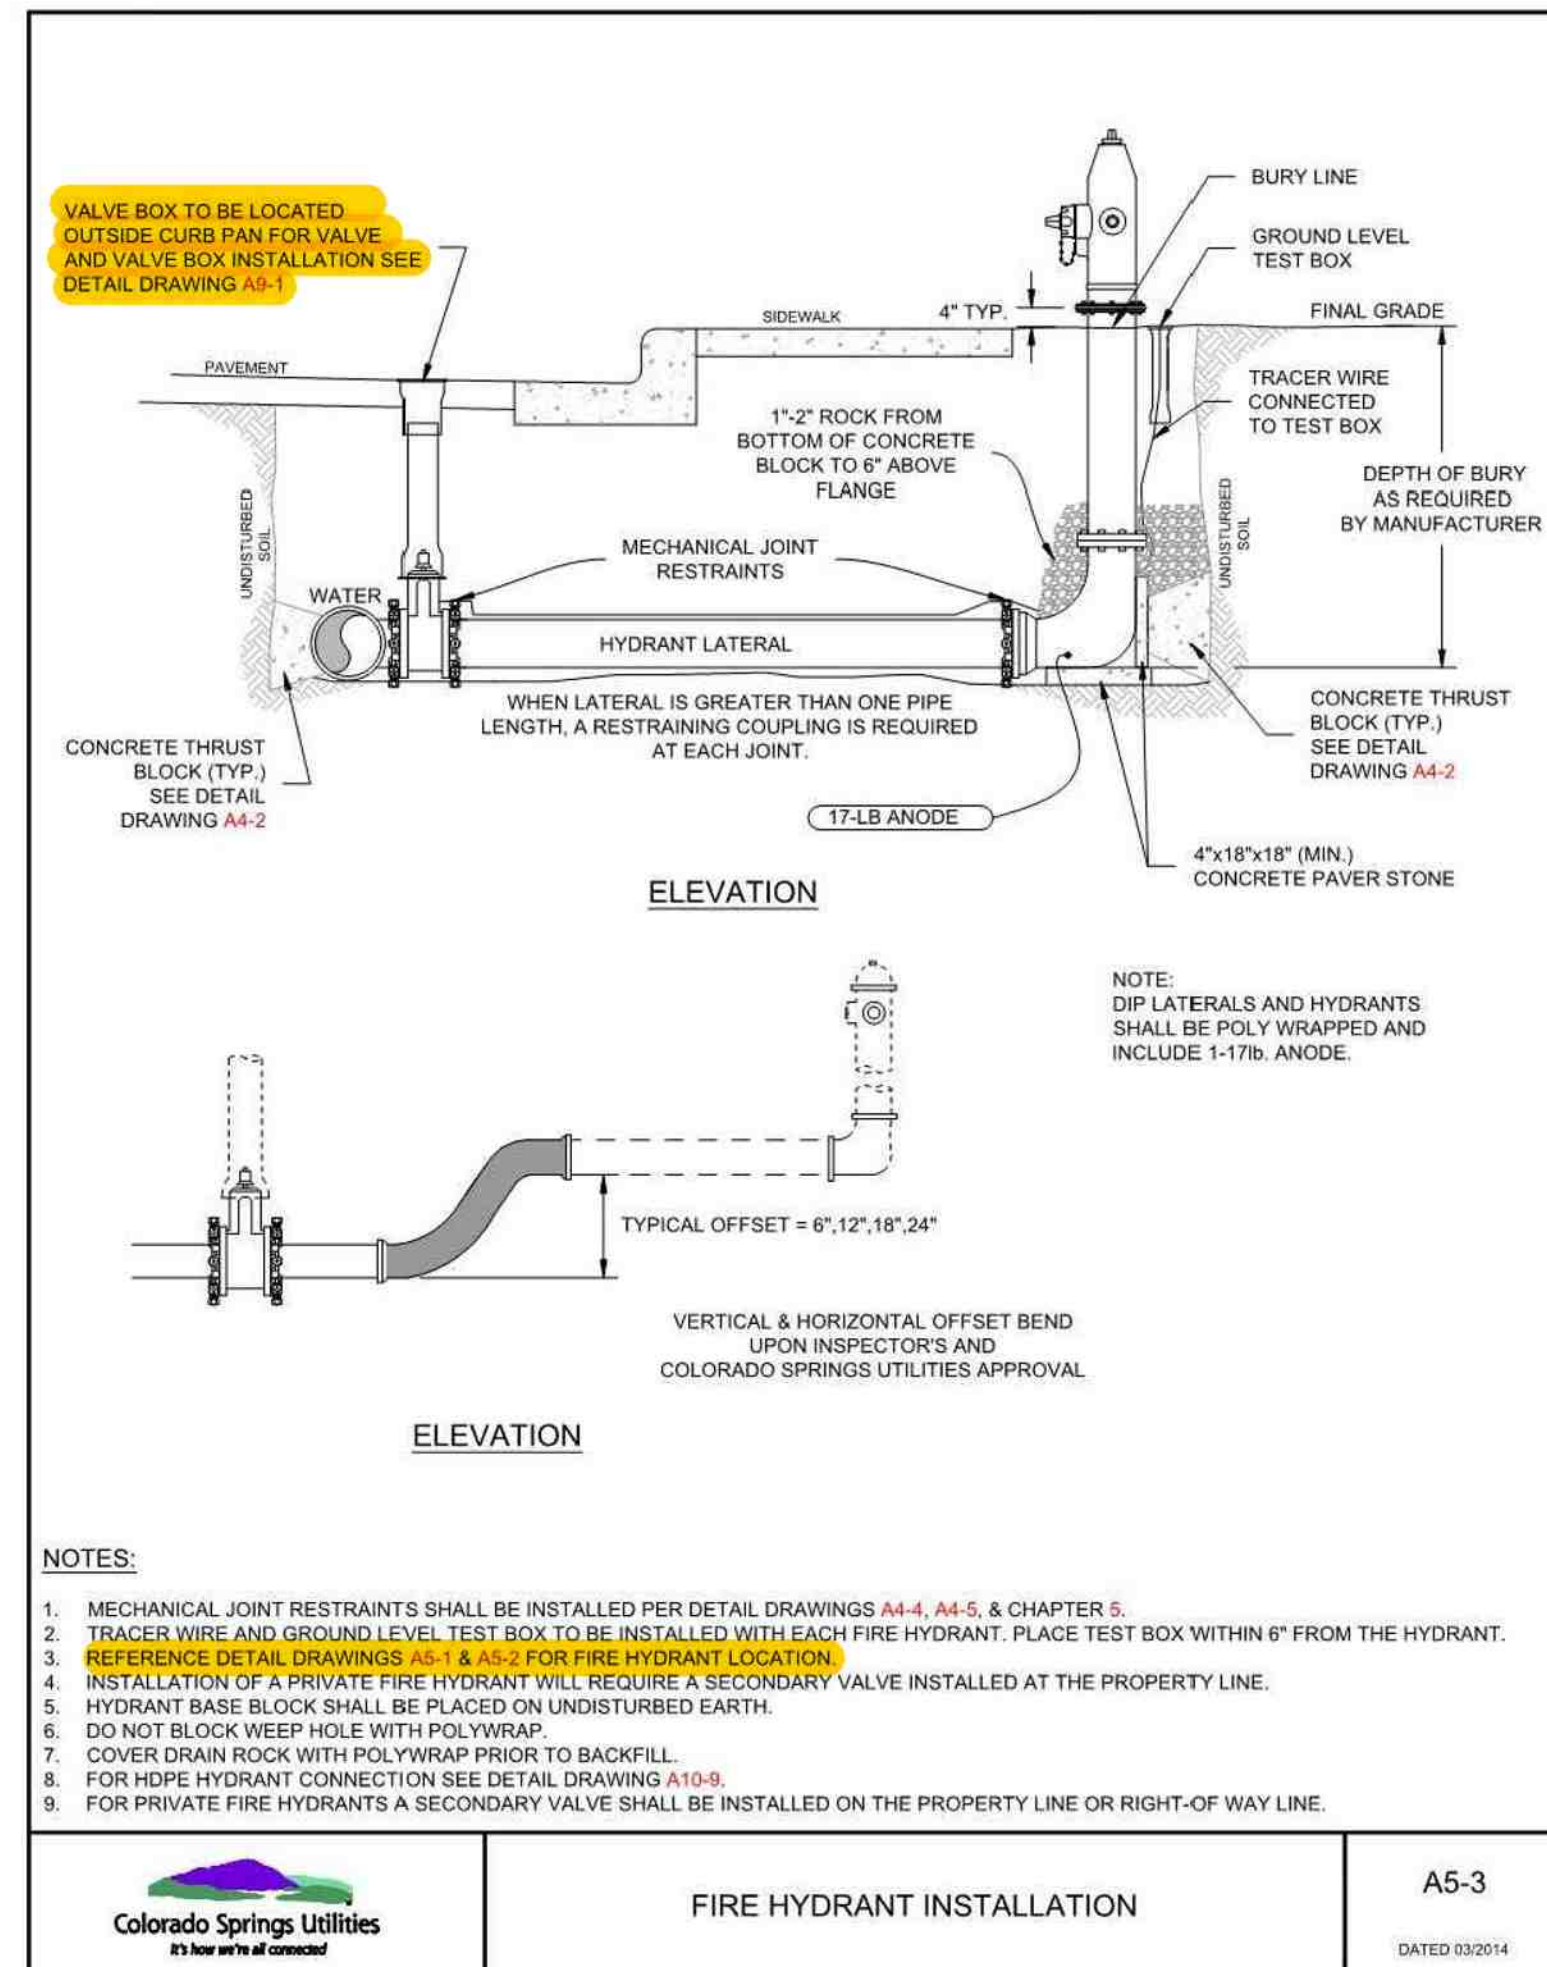 VALVE BOX TO BE LOCATED
OUTSIDE CURB PAN FOR VALVE
AND VALVE BOX INSTALLATION SEE
DETAIL DRAWING A9-1
BURY LINE
GROUND LEVEL
TEST BOX
4" TYP.
SIDEWALK
FINAL GRADE
PAVEMENT
TRACER WIRE
CONNECTED
TO TEST BOX
1"-2" ROCK FROM
BOTTOM OF CONCRETE
BLOCK TO 6" ABOVE
FLANGE
DEPTH OF BURY
AS REQUIRED
BY MANUFACTURER
UNDISTURBED
SOIL
UNDISTURBED
SOIL
MECHANICAL JOINT
RESTRAINTS
WATER
HYDRANT LATERAL
WHEN LATERAL IS GREATER THAN ONE PIPE
LENGTH, A RESTRAINING COUPLING IS REQUIRED
AT EACH JOINT.
CONCRETE THRUST
BLOCK (TYP.)
SEE DETAIL
DRAWING A4-2
CONCRETE THRUST
BLOCK (TYP.)
SEE DETAIL
DRAWING A4-2
17-LB ANODE
4"x18"x18" (MIN.)
CONCRETE PAVER STONE
ELEVATION
NOTE:
DIP LATERALS AND HYDRANTS
SHALL BE POLY WRAPPED AND
INCLUDE 1-17lb. ANODE.
TYPICAL OFFSET = 6",12",18",24"
VERTICAL & HORIZONTAL OFFSET BEND
UPON INSPECTOR'S AND
COLORADO SPRINGS UTILITIES APPROVAL
ELEVATION
NOTES:
1. MECHANICAL JOINT RESTRAINTS SHALL BE INSTALLED PER DETAIL DRAWINGS A4-4, A4-5, & CHAPTER 5.
2. TRACER WIRE AND GROUND LEVEL TEST BOX TO BE INSTALLED WITH EACH FIRE HYDRANT. PLACE TEST BOX WITHIN 6" FROM THE HYDRANT.
3. REFERENCE DETAIL DRAWINGS A5-1 & A5-2 FOR FIRE HYDRANT LOCATION.
4. INSTALLATION OF A PRIVATE FIRE HYDRANT WILL REQUIRE A SECONDARY VALVE INSTALLED AT THE PROPERTY LINE.
5. HYDRANT BASE BLOCK SHALL BE PLACED ON UNDISTURBED EARTH.
6. DO NOT BLOCK WEEP HOLE WITH POLYWRAP.
7. COVER DRAIN ROCK WITH POLYWRAP PRIOR TO BACKFILL.
8. FOR HDPE HYDRANT CONNECTION SEE DETAIL DRAWING A10-9.
9. FOR PRIVATE FIRE HYDRANTS A SECONDARY VALVE SHALL BE INSTALLED ON THE PROPERTY LINE OR RIGHT-OF WAY LINE.
Colorado Springs Utilities
It's how we're all connected
FIRE HYDRANT INSTALLATION
A5-3
DATED 03/2014